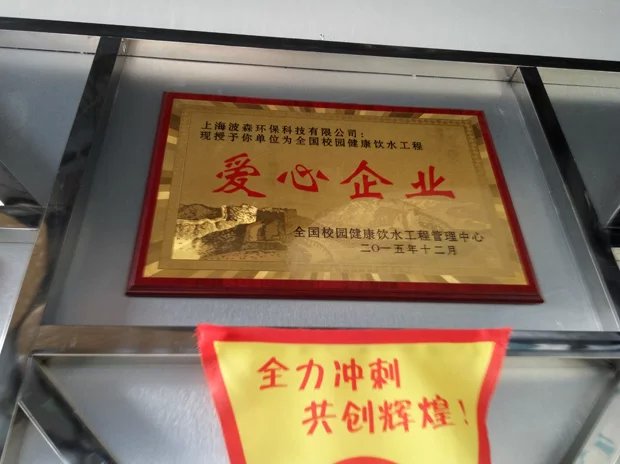 上海波森环保科技有限公司：
现授予你单位为全国校园健康饮水工程
爱心企业
全国校园健康饮水工程管理中心
二〇一五年十二月
全力冲刺
共创辉煌！